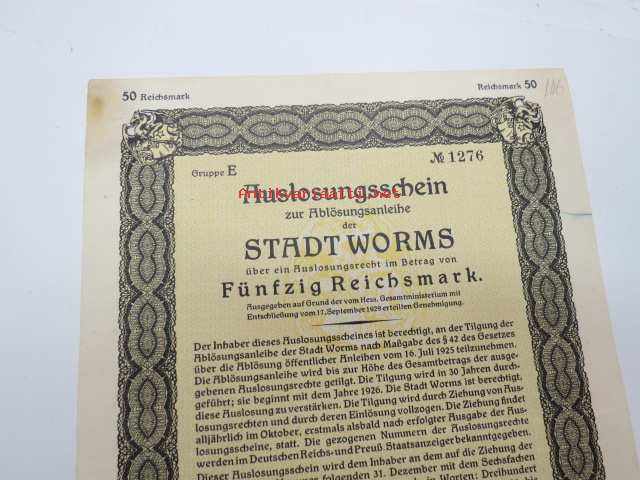 50 Reichsmark
Reichsmark 50
106
Gruppe E
№ 1276
Auslosungsschein
zur Ablösungsanleihe
der
STADT WORMS
über ein Auslosungsrecht im Betrag von
Fünfzig Reichsmark.
Ausgegeben auf Grund der vom Hess. Gesamtministerium mit
Entschließung vom 17. September 1929 erteilten Genehmigung.
Der Inhaber dieses Auslosungsscheines ist berechtigt, an der Tilgung der
Ablösungsanleihe der Stadt Worms nach Maßgabe des § 42 des Gesetzes
über die Ablösung öffentlicher Anleihen vom 16. Juli 1925 teilzunehmen.
Die Ablösungsanleihe wird bis zur Höhe des Gesamtbetrags der ausge-
gebenen Auslosungsrechte getilgt. Die Tilgung wird in 30 Jahren durch-
geführt; sie beginnt mit dem Jahre 1926. Die Stadt Worms ist berechtigt,
diese Auslosung zu verstärken. Die Tilgung wird durch Ziehung von Aus-
losungsrechten und durch deren Einlösung vollzogen. Die Ziehung findet
alljährlich im Oktober, erstmals alsbald nach erfolgter Ausgabe der Aus-
losungsscheine, statt. Die gezogenen Nummern der Auslosungsrechte
werden im Deutschen Reichs- und Preuß. Staatsanzeiger bekanntgegeben.
Dieser Auslosungsschein wird dem Inhaber an dem auf die Ziehung der
folgenden 31. Dezember mit dem Sechsfachen
in Worten: Dreihundert